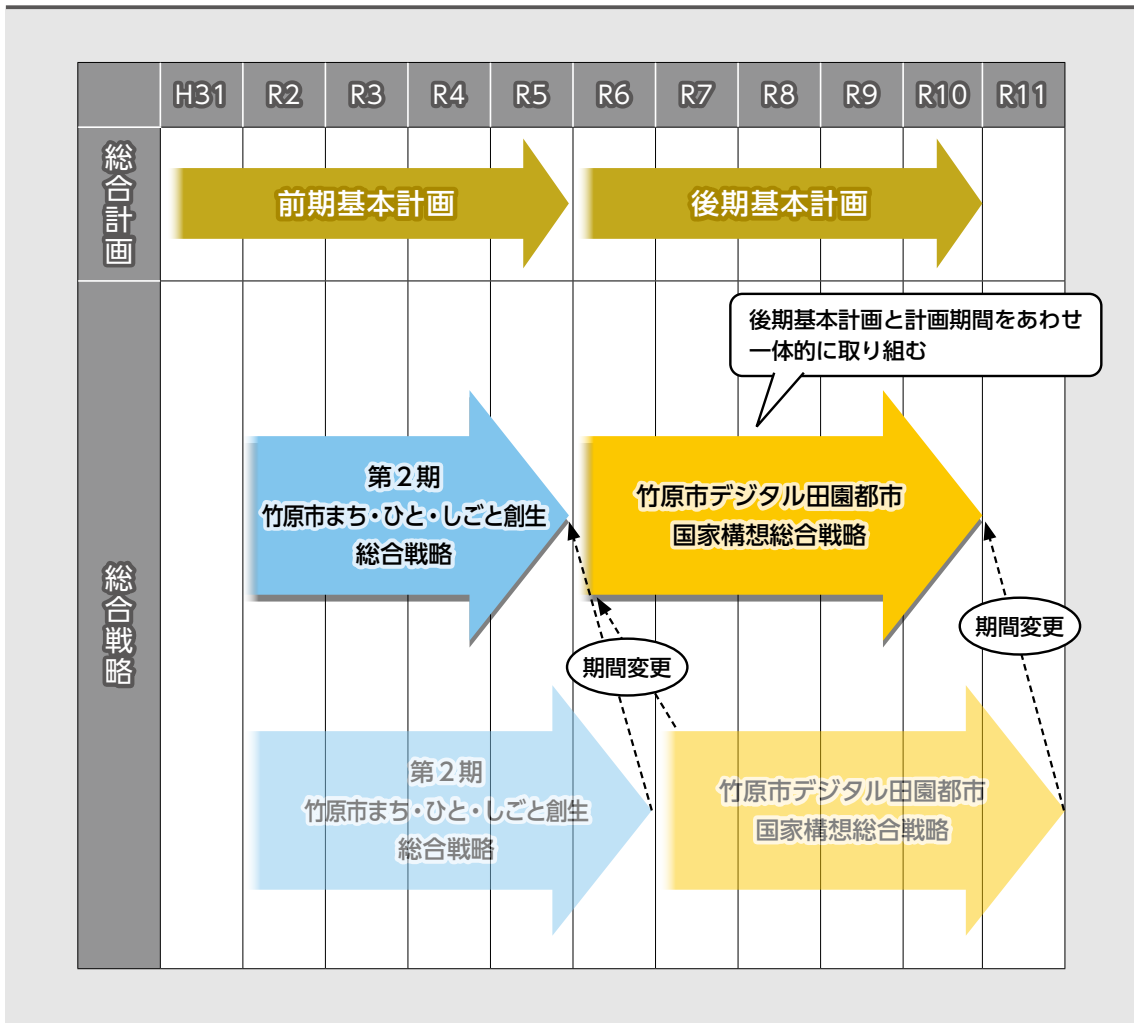 H31 R2 R3 R4 R5 R6 R7 R8 R9 R10 R11
総合計画
前期基本計画
後期基本計画
総合戦略
後期基本計画と計画期間をあわせ
一体的に取り組む
第2期
竹原市まち・ひと・しごと創生
総合戦略
竹原市デジタル田園都市
国家構想総合戦略
期間変更
期間変更
第2期
竹原市まち・ひと・しごと創生
総合戦略
竹原市デジタル田園都市
国家構想総合戦略